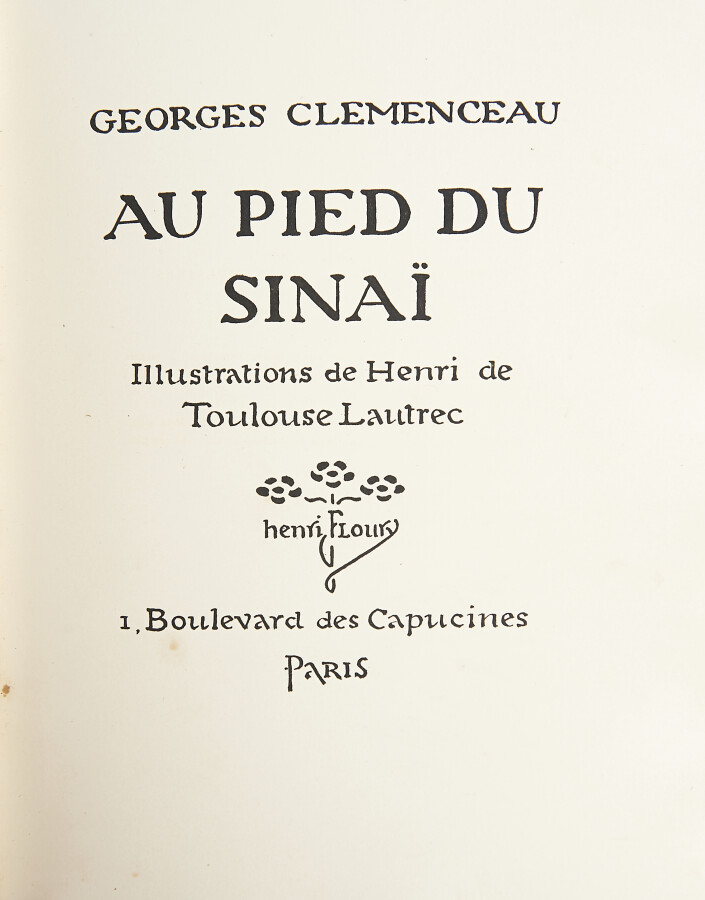 GEORGES CLEMENCEAU
AU PIED DU
SINAÏ
Illustrations de Henri de
Toulouse Lautrec
henri FLoury
1, Boulevard des Capucines
PARIS